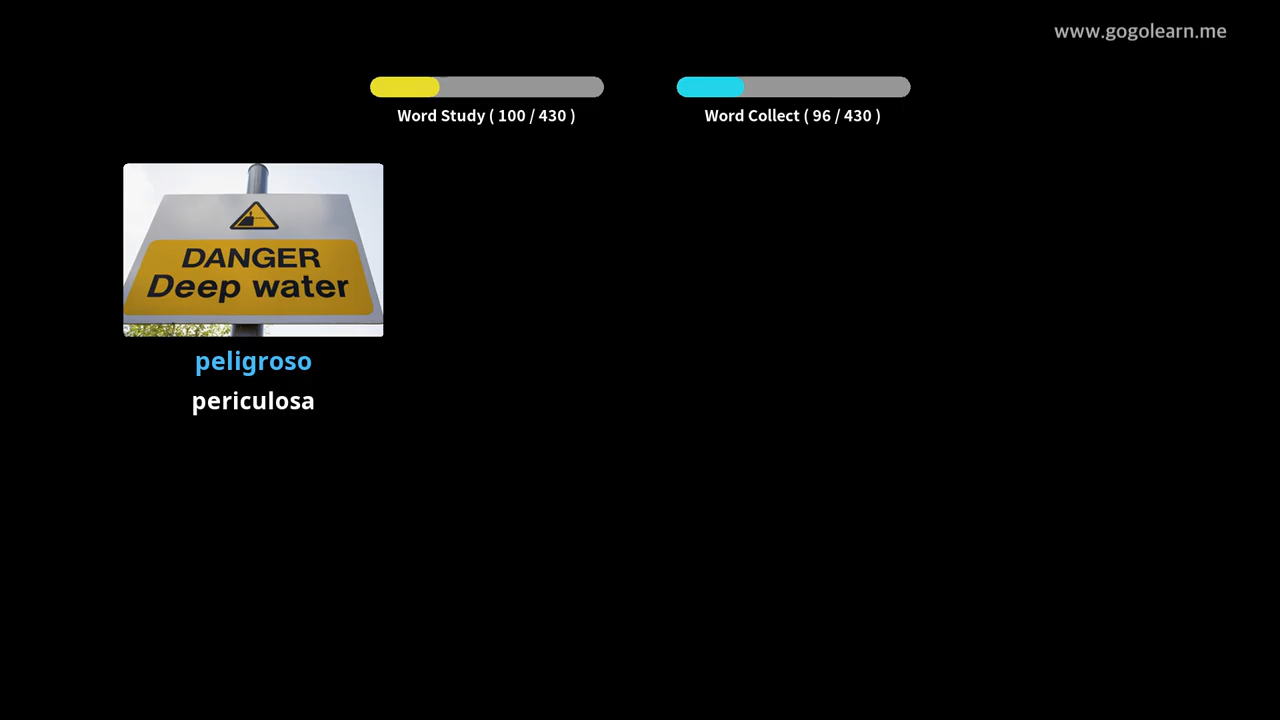 www.gogolearn.me
Word Study ( 100 / 430 )
Word Collect ( 96 / 430 )
DANGER
Deep water
peligroso
periculosa